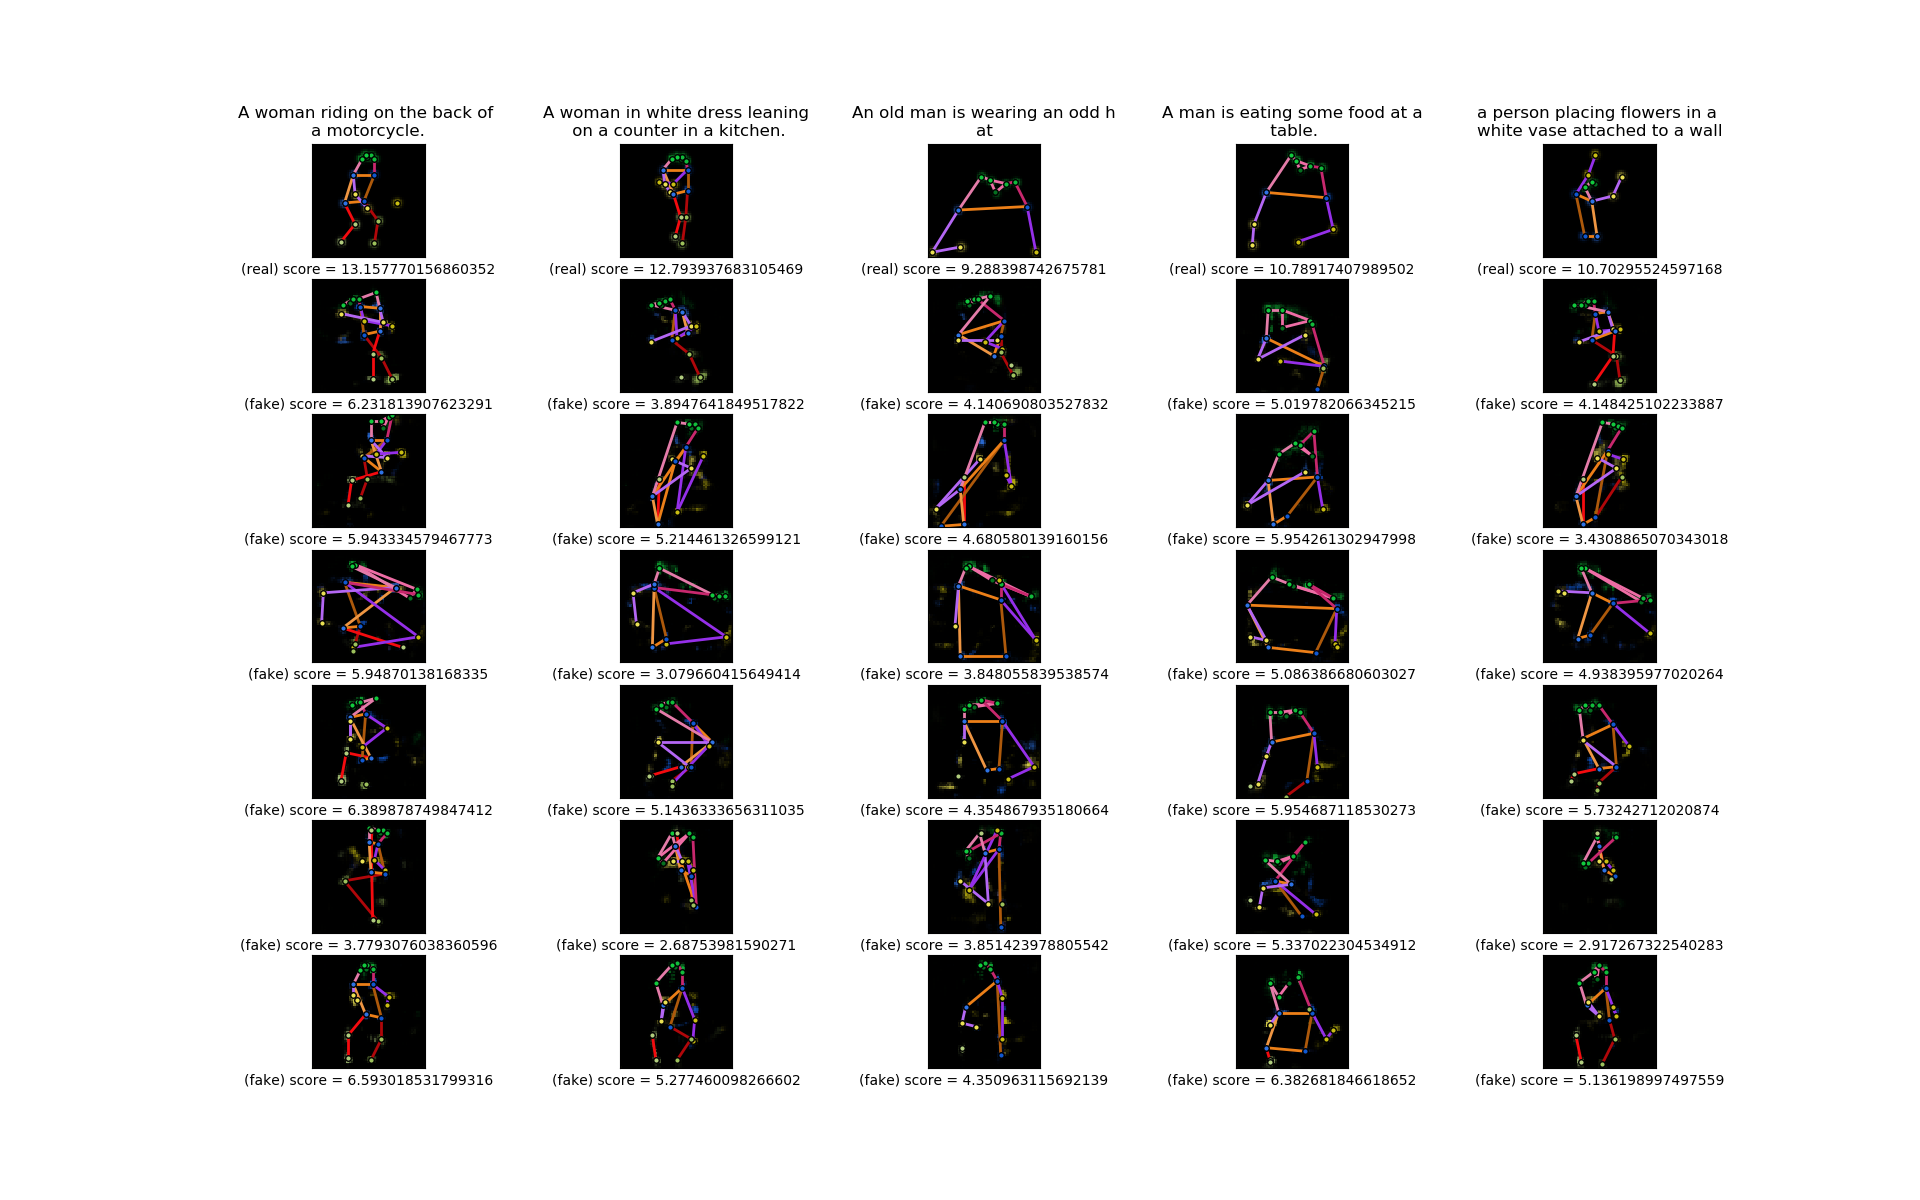 A woman riding on the back of
a motorcycle.
A woman in white dress leaning
on a counter in a kitchen.
An old man is wearing an odd h
at
A man is eating some food at a
table.
a person placing flowers in a
white vase attached to a wall
(real) score = 13.157770156860352
(real) score = 12.793937683105469
(real) score = 9.288398742675781
(real) score = 10.78917407989502
(real) score = 10.70295524597168
(fake) score = 6.231813907623291
(fake) score = 3.8947641849517822
(fake) score = 4.140690803527832
(fake) score = 5.019782066345215
(fake) score = 4.148425102233887
(fake) score = 5.943334579467773
(fake) score = 5.214461326599121
(fake) score = 4.680580139160156
(fake) score = 5.954261302947998
(fake) score = 3.4308865070343018
(fake) score = 5.94870138168335
(fake) score = 3.079660415649414
(fake) score = 3.848055839538574
(fake) score = 5.086386680603027
(fake) score = 4.938395977020264
(fake) score = 6.389878749847412
(fake) score = 5.1436333656311035
(fake) score = 4.354867935180664
(fake) score = 5.954687118530273
(fake) score = 5.73242712020874
(fake) score = 3.7793076038360596
(fake) score = 2.68753981590271
(fake) score = 3.851423978805542
(fake) score = 5.337022304534912
(fake) score = 2.917267322540283
(fake) score = 6.593018531799316
(fake) score = 5.277460098266602
(fake) score = 4.350963115692139
(fake) score = 6.382681846618652
(fake) score = 5.136198997497559